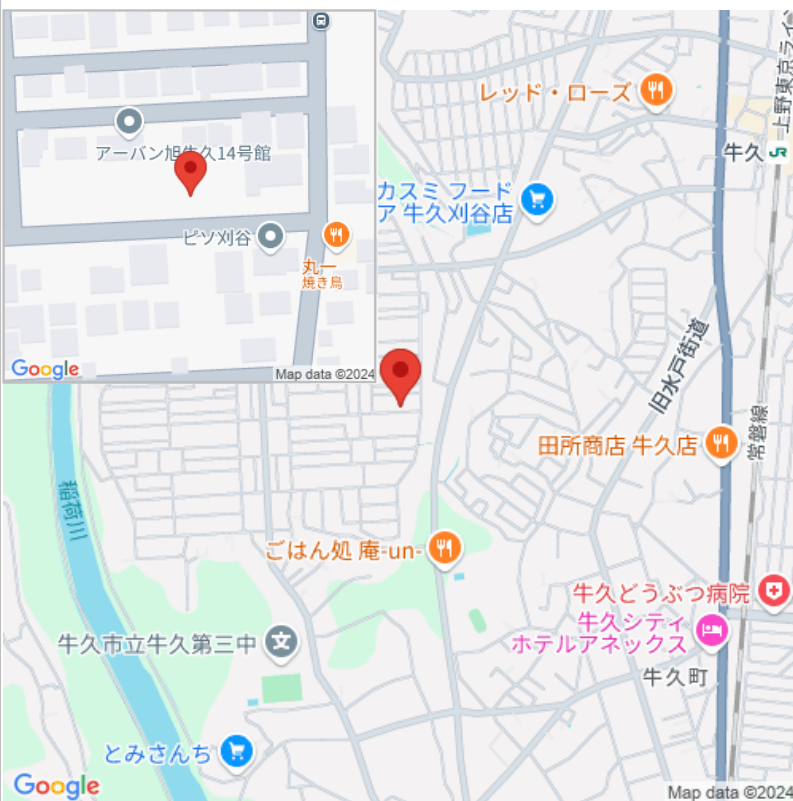 アーバン旭牛久14号館
ピソ刈谷
丸一
焼き鳥
Google
Map data ©2024
レッド・ローズ
上野東京ライ
牛久
JR
カスミ フード
ア 牛久刈谷店
旧水戸街道
田所商店 牛久店
常磐線
稲荷川
ごはん処 庵-un-
牛久どうぶつ病院
牛久シティ
ホテルアネックス
牛久市立牛久第三中
牛久町
とみさんち
Google
Map data ©2024